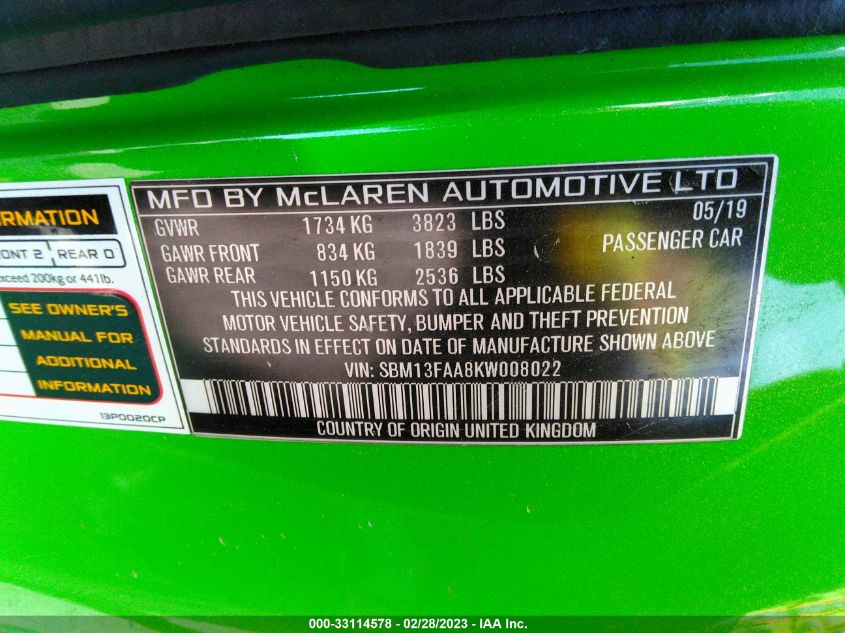 ORMATION
ONT 2 REAR 0
exceed 200kg or 441lb.
SEE OWNER'S
MANUAL FOR
ADDITIONAL
INFORMATION
13P0020CP
MFD BY McLAREN AUTOMOTIVE LTD
GVWR 1734 KG 3823 LBS 05/19
GAWR FRONT 834 KG 1839 LBS PASSENGER CAR
GAWR REAR 1150 KG 2536 LBS
THIS VEHICLE CONFORMS TO ALL APPLICABLE FEDERAL
MOTOR VEHICLE SAFETY, BUMPER AND THEFT PREVENTION
STANDARDS IN EFFECT ON DATE OF MANUFACTURE SHOWN ABOVE
VIN: SBM13FAA8KW008022
COUNTRY OF ORIGIN UNITED KINGDOM
000-33114578 - 02/28/2023 - IAA Inc.